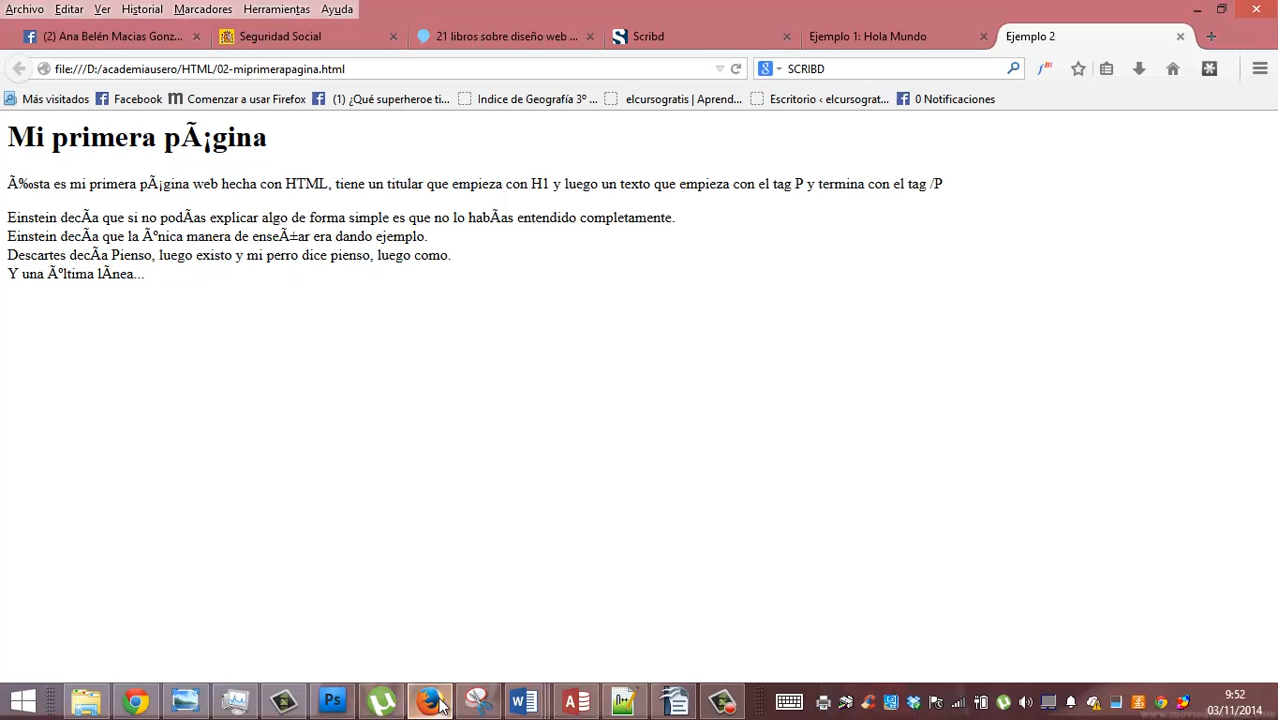 Archivo Editar Ver Historial Marcadores Herramientas Ayuda
(2) Ana Belén Macias Gonz... Seguridad Social 21 libros sobre diseño web ... Scribd Ejemplo 1: Hola Mundo Ejemplo 2
file:///D:/academiausero/HTML/02-miprimerapagina.html SCRIBD
Más visitados Facebook Comenzar a usar Firefox (1) ¿Qué superheroe ti... Indice de Geografía 3º ... elcursogratis | Aprend... Escritorio ‹ elcursograt... 0 Notificaciones
Mi primera pÃ¡gina
Ã‰sta es mi primera pÃ¡gina web hecha con HTML, tiene un titular que empieza con H1 y luego un texto que empieza con el tag P y termina con el tag /P
Einstein decÃ­a que si no podÃ­as explicar algo de forma simple es que no lo habÃ­as entendido completamente.
Einstein decÃ­a que la Ãºnica manera de enseÃ±ar era dando ejemplo.
Descartes decÃ­a Pienso, luego existo y mi perro dice pienso, luego como.
Y una Ãºltima lÃ­nea...
9:52
03/11/2014